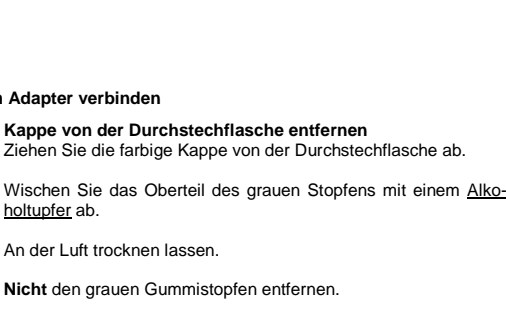 Adapter verbinden
Kappe von der Durchstechflasche entfernen
Ziehen Sie die farbige Kappe von der Durchstechflasche ab.
Wischen Sie das Oberteil des grauen Stopfens mit einem Alko-
holtupfer ab.
An der Luft trocknen lassen.
Nicht den grauen Gummistopfen entfernen.